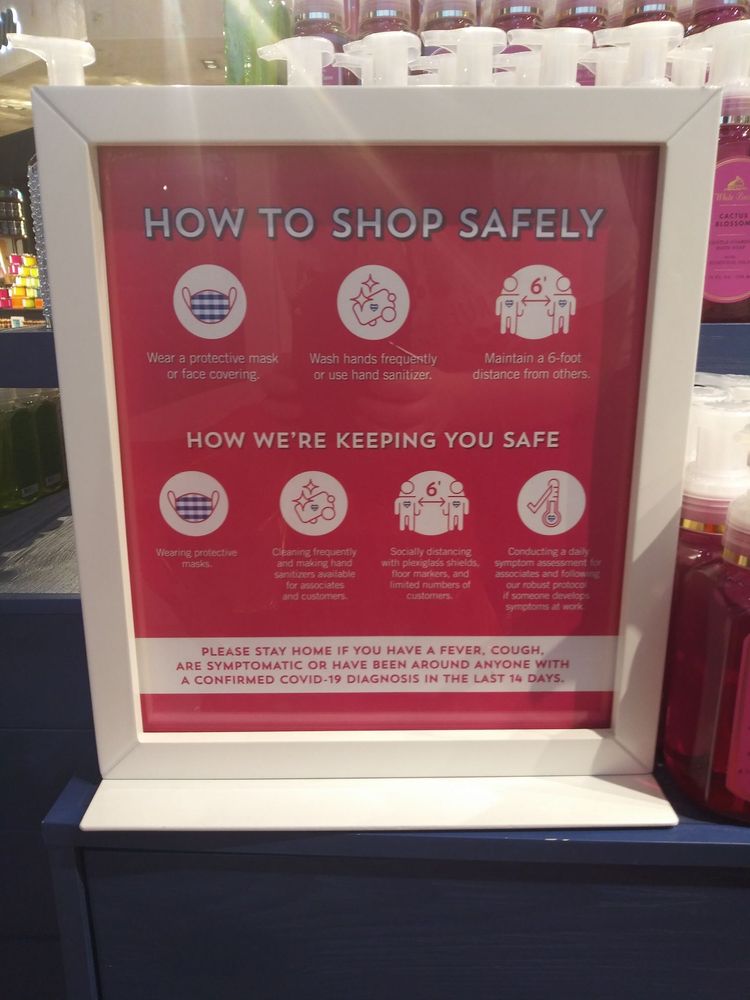 HOW TO SHOP SAFELY
6'
Wear a protective mask
or face covering.
Wash hands frequently
or use hand sanitizer.
Maintain a 6-foot
distance from others.
HOW WE'RE KEEPING YOU SAFE
6'
Wearing protective
masks.
Cleaning frequently
and making hand
sanitizers available
for associates
and customers.
Socially distancing
with plexiglass shields,
floor markers, and
limited numbers of
customers.
Conducting a daily
symptom assessment for
associates and following
our robust protocol
if someone develops
symptoms at work.
PLEASE STAY HOME IF YOU HAVE A FEVER, COUGH,
ARE SYMPTOMATIC OR HAVE BEEN AROUND ANYONE WITH
A CONFIRMED COVID-19 DIAGNOSIS IN THE LAST 14 DAYS.
CACTUS
BLOSSOM